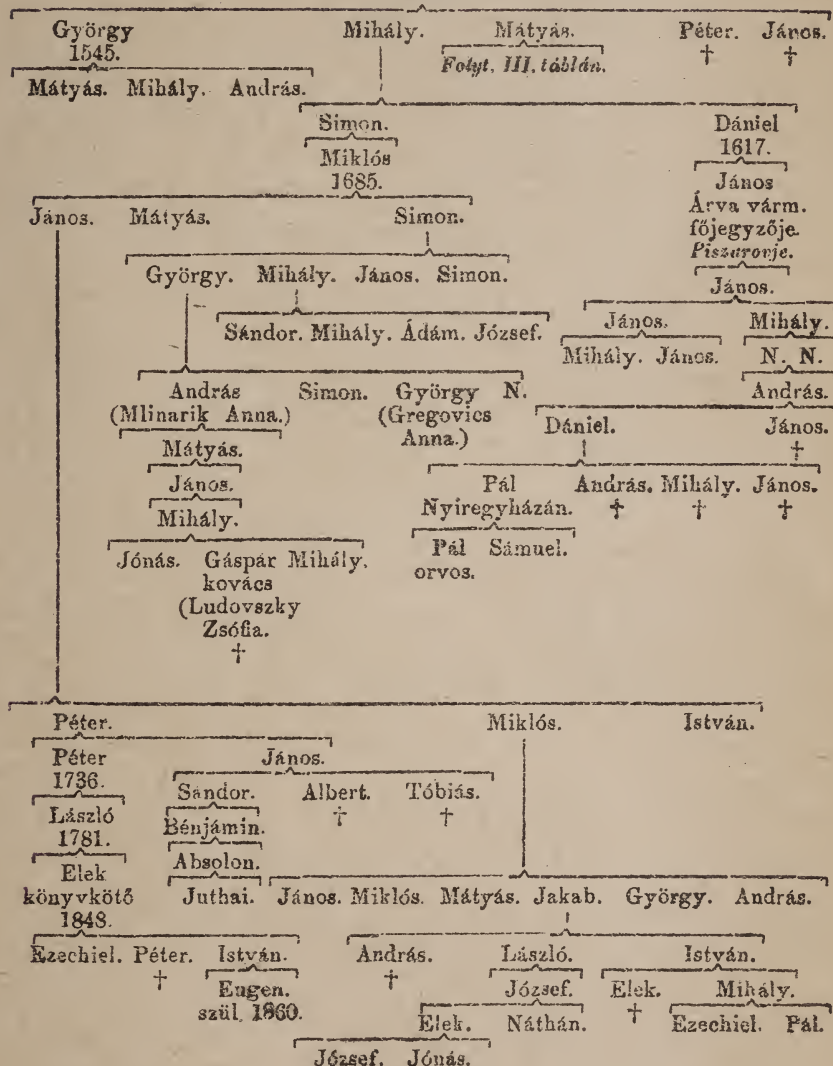 György Mihály. Mátyás. Péter. János.
1545. Folyt. III. táblán. † †
Mátyás. Mihály. András.
Simon. Dániel
Miklós 1617.
1685. János
János. Mátyás. Simon. Árva várm.
főjegyzője.
Piszarovje.
György. Mihály. János. Simon. János.
Sándor. Mihály. Ádám. József. János. Mihály.
Mihály. János. N. N.
András Simon. György N. András.
(Mlinarik Anna.) (Gregovics Dániel. János.
Anna.) †
Mátyás.
János. Pál András. Mihály. János.
Nyiregyházán. † † †
Mihály.
Jónás. Gáspár Mihály. Pál Sámuel.
kovács orvos.
(Ludovszky
Zsófia.
†
Péter. Miklós. István.
Péter János.
1736. Sándor. Albert. Tóbiás.
László † †
1781. Bénjámin.
Elek Absolon.
könyvkötő Juthai. János. Miklós. Mátyás. Jakab. György. András.
1848.
Ezechiel. Péter. István. András. László. István.
† Eugen. † József. Elek. Mihály.
szül. 1860. Elek. Náthán. † Ezechiel. Pál.
József. Jónás.